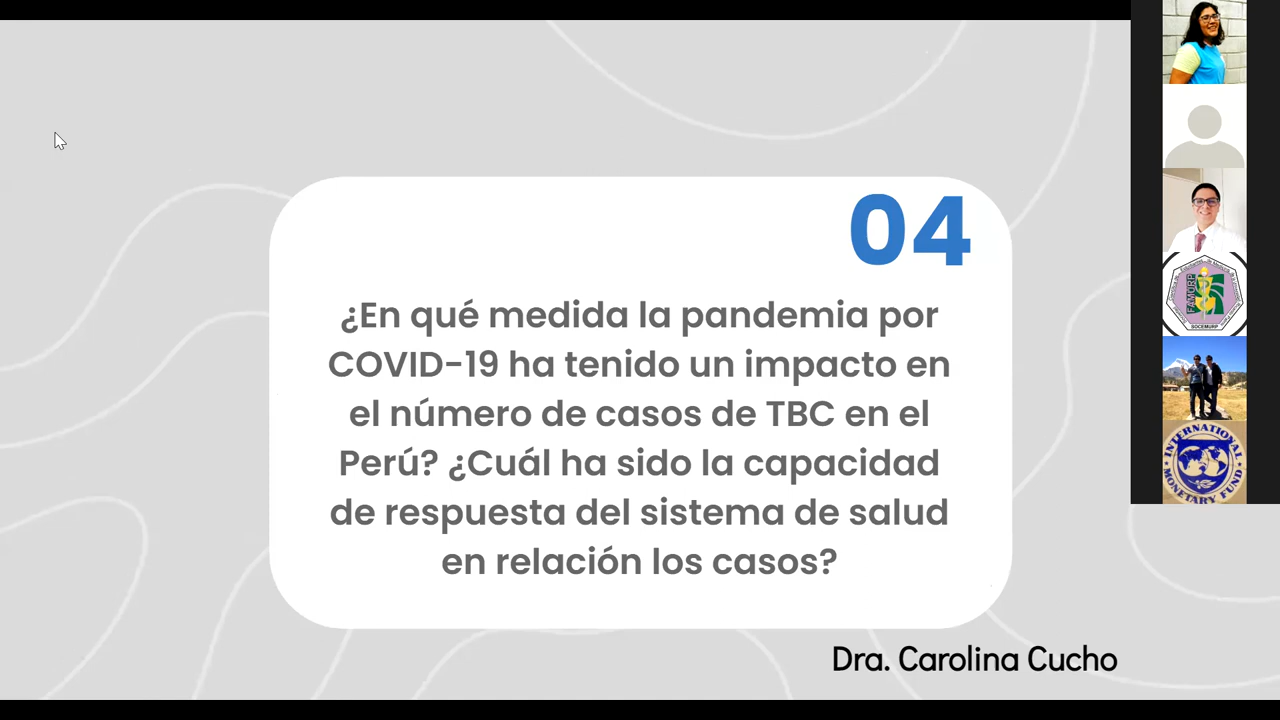 04
¿En qué medida la pandemia por
COVID-19 ha tenido un impacto en
el número de casos de TBC en el
Perú? ¿Cuál ha sido la capacidad
de respuesta del sistema de salud
en relación los casos?
Dra. Carolina Cucho
SOCEMURP
INTERNATIONAL
MONETARY FUND